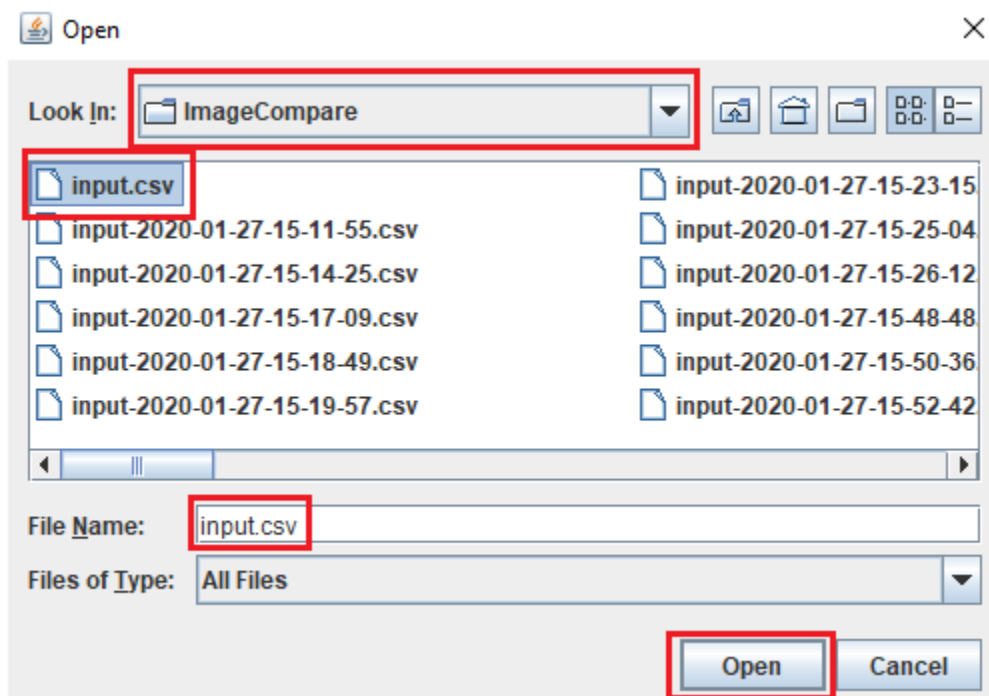 Open
Look In: ImageCompare
input.csv
input-2020-01-27-15-11-55.csv
input-2020-01-27-15-14-25.csv
input-2020-01-27-15-17-09.csv
input-2020-01-27-15-18-49.csv
input-2020-01-27-15-19-57.csv
input-2020-01-27-15-23-15.
input-2020-01-27-15-25-04.
input-2020-01-27-15-26-12.
input-2020-01-27-15-48-48.
input-2020-01-27-15-50-36.
input-2020-01-27-15-52-42.
File Name: input.csv
Files of Type: All Files
Open Cancel